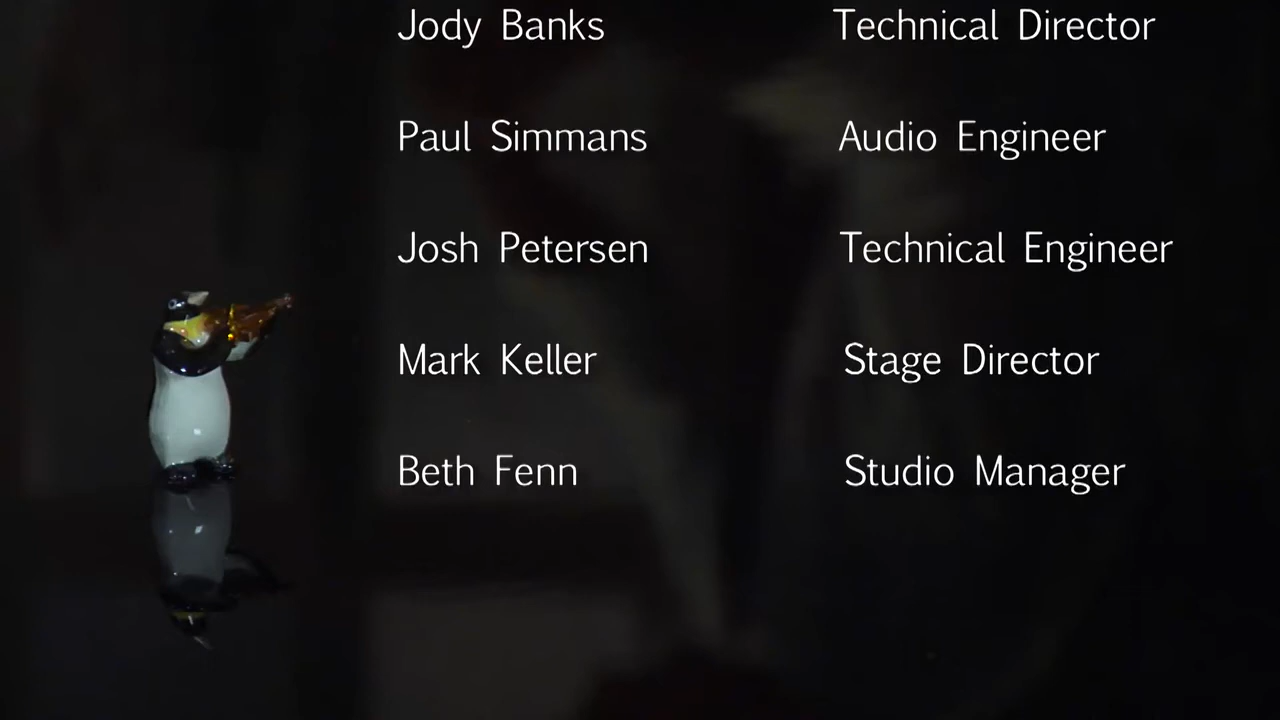 Jody Banks Technical Director
Paul Simmans Audio Engineer
Josh Petersen Technical Engineer
Mark Keller Stage Director
Beth Fenn Studio Manager